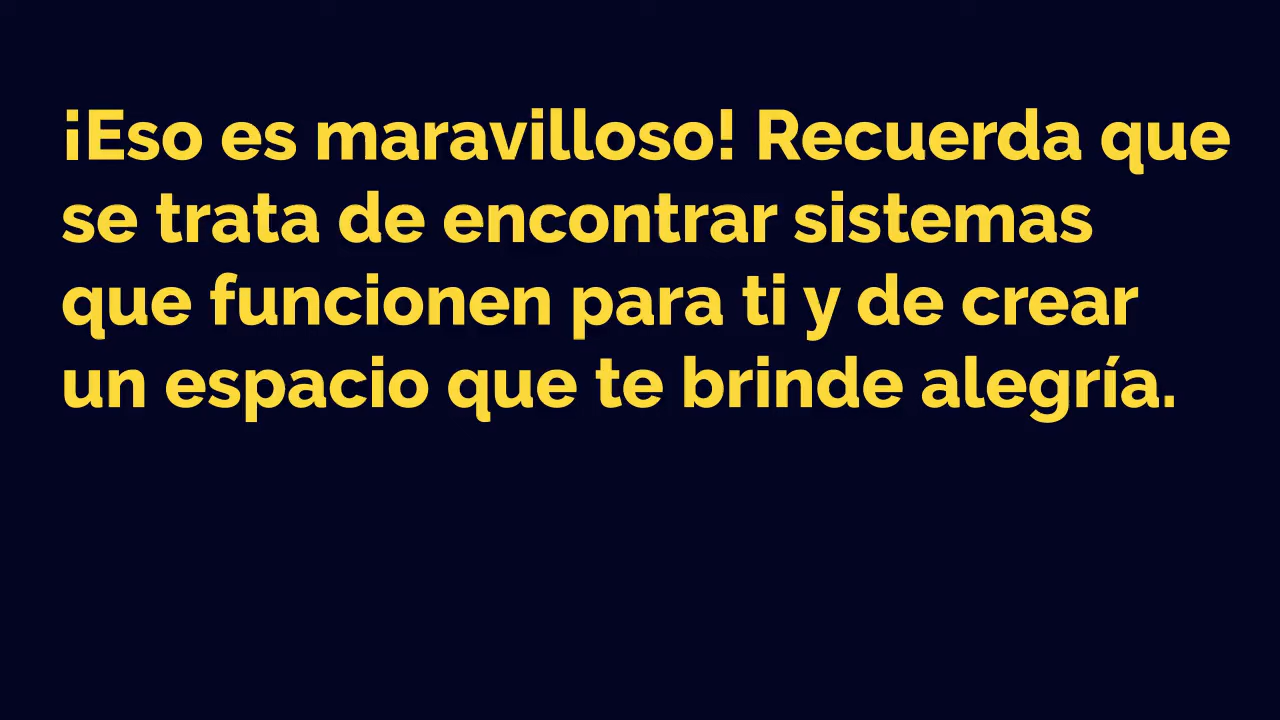 ¡Eso es maravilloso! Recuerda que
se trata de encontrar sistemas
que funcionen para ti y de crear
un espacio que te brinde alegría.